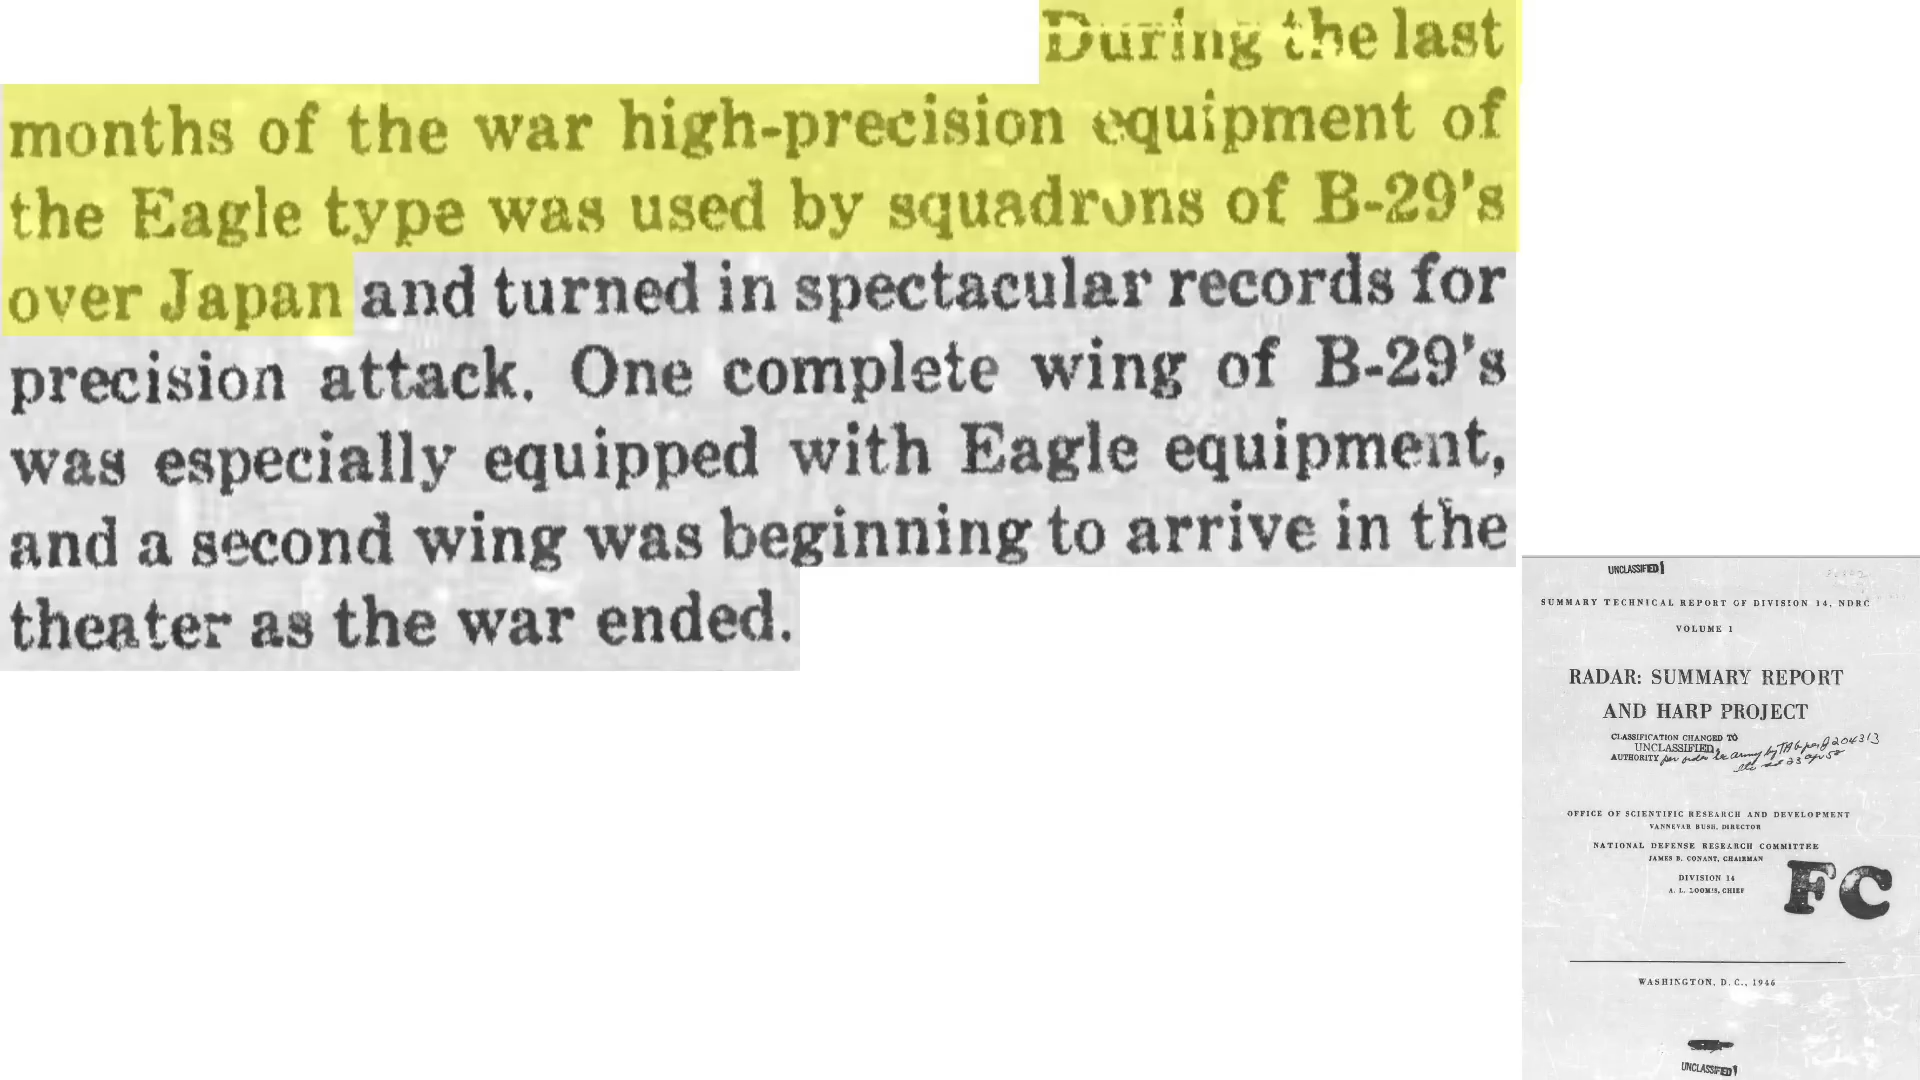 During the last
months of the war high-precision equipment of
the Eagle type was used by squadrons of B-29's
over Japan and turned in spectacular records for
precision attack. One complete wing of B-29's
was especially equipped with Eagle equipment,
and a second wing was beginning to arrive in the
theater as the war ended.
UNCLASSIFIED
SUMMARY TECHNICAL REPORT OF DIVISION 14, NDRC
VOLUME 1
RADAR: SUMMARY REPORT
AND HARP PROJECT
CLASSIFICATION CHANGED TO
UNCLASSIFIED
AUTHORITY per order
OFFICE OF SCIENTIFIC RESEARCH AND DEVELOPMENT
VANNEVAR BUSH, DIRECTOR
NATIONAL DEFENSE RESEARCH COMMITTEE
JAMES B. CONANT, CHAIRMAN
DIVISION 14
A. L. LOOMIS, CHIEF
FC
WASHINGTON, D. C., 1946
UNCLASSIFIED